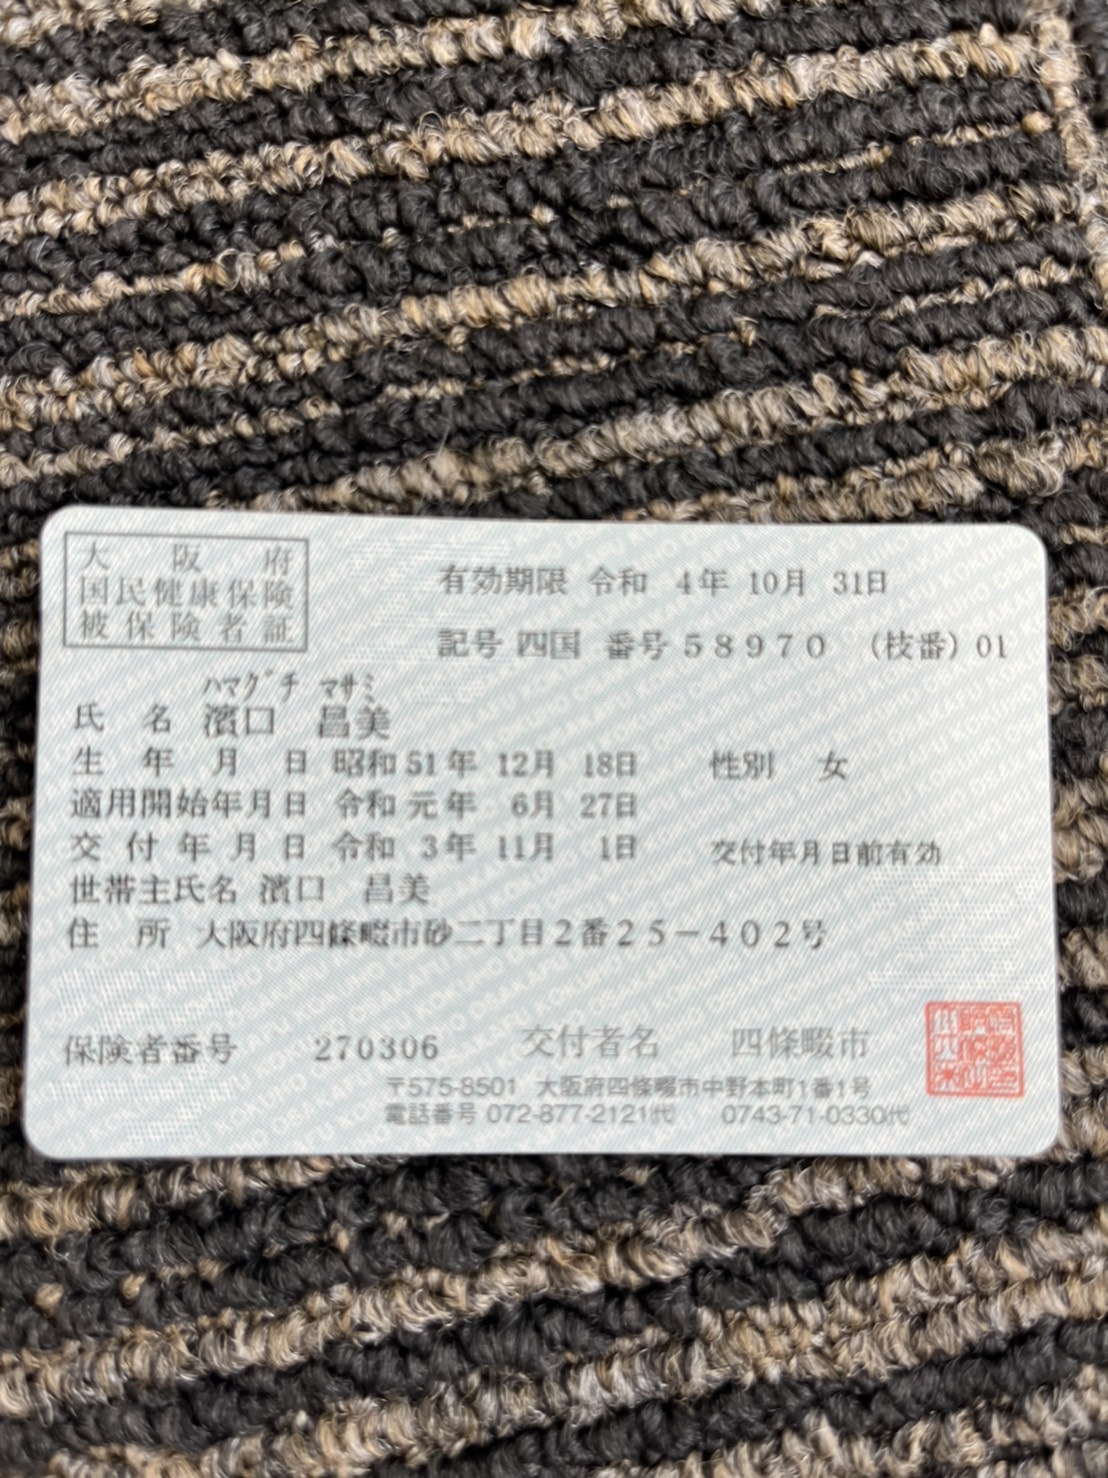 大阪府
国民健康保険
被保険者証
有効期限 令和 4年 10月 31日
記号 四国 番号 58970 (枝番) 01
ハマグチ マサミ
氏名 濱口 昌美
生年月日 昭和51年 12月 18日 性別 女
適用開始年月日 令和元年 6月 27日
交付年月日 令和 3年 11月 1日 交付年月日前有効
世帯主氏名 濱口 昌美
住所 大阪府四條畷市砂二丁目2番25-402号
保険者番号 270306 交付者名 四條畷市
〒575-8501 大阪府四條畷市中野本町1番1号
電話番号 072-877-2121代 0743-71-0330代